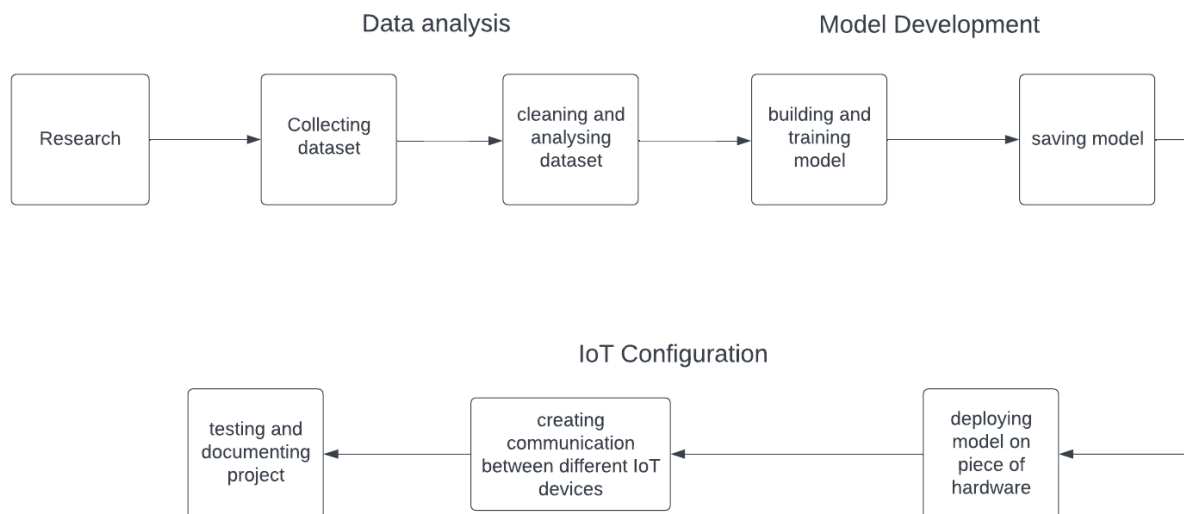 Data analysis
Model Development
Research
Collecting
dataset
cleaning and
analysing
dataset
building and
training
model
saving model
IoT Configuration
deploying
model on
piece of
hardware
creating
communication
between different IoT
devices
testing and
documenting
project